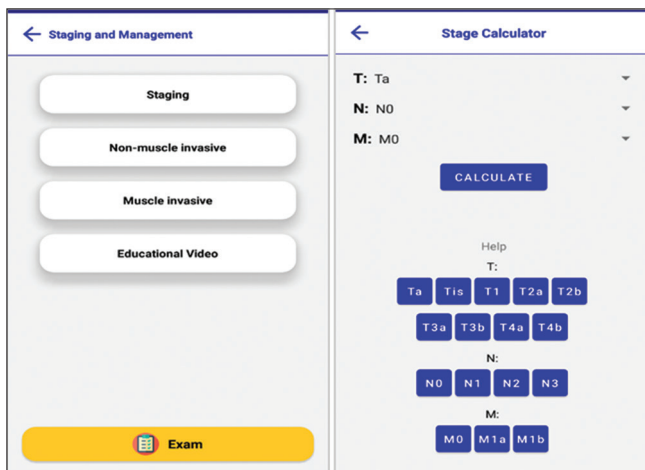 Staging and Management
Staging
Non-muscle invasive
Muscle invasive
Educational Video
Exam
Stage Calculator
T: Ta
N: N0
M: M0
CALCULATE
Help
T:
Ta Tis T1 T2a T2b
T3a T3b T4a T4b
N:
N0 N1 N2 N3
M:
M0 M1a M1b